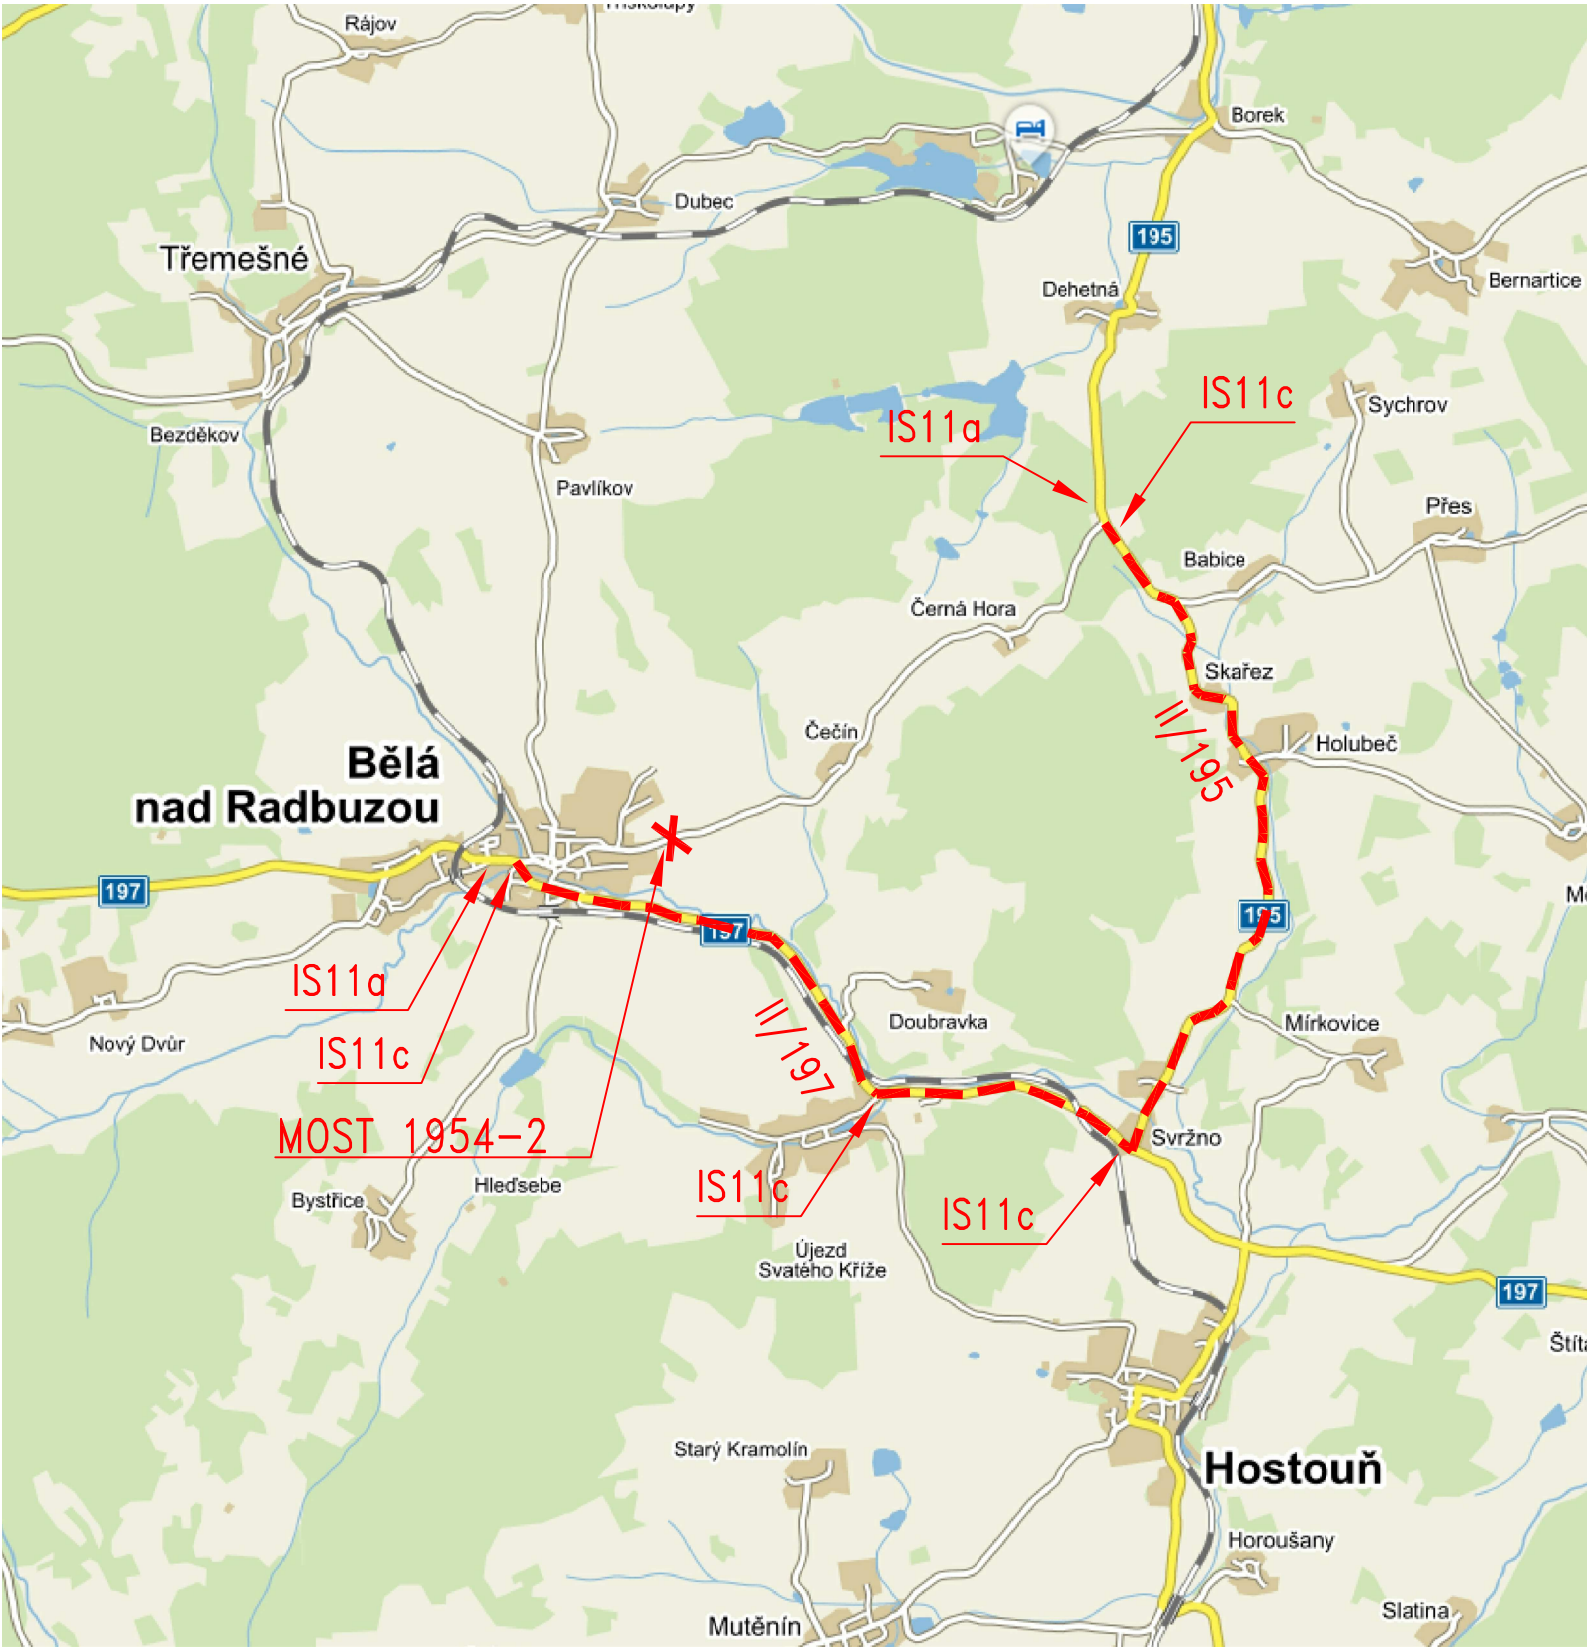 Rájov
Borek
Dubec
195
Třemešné
Dehetná
Bernartice
IS11c
Sychrov
IS11a
Bezděkov
Pavlíkov
Přes
Babice
Černá Hora
Skařez
II/195
Čečín
Holubeč
Bělá
nad Radbuzou
197
195
197
IS11a
Doubravka
Mírkovice
II/197
Nový Dvůr
IS11c
MOST 1954-2
Svržno
Hleďsebe
IS11c
Bystřice
IS11c
Újezd
Svatého Kříže
197
Starý Kramolín
Hostouň
Horoušany
Slatina
Mutěnín